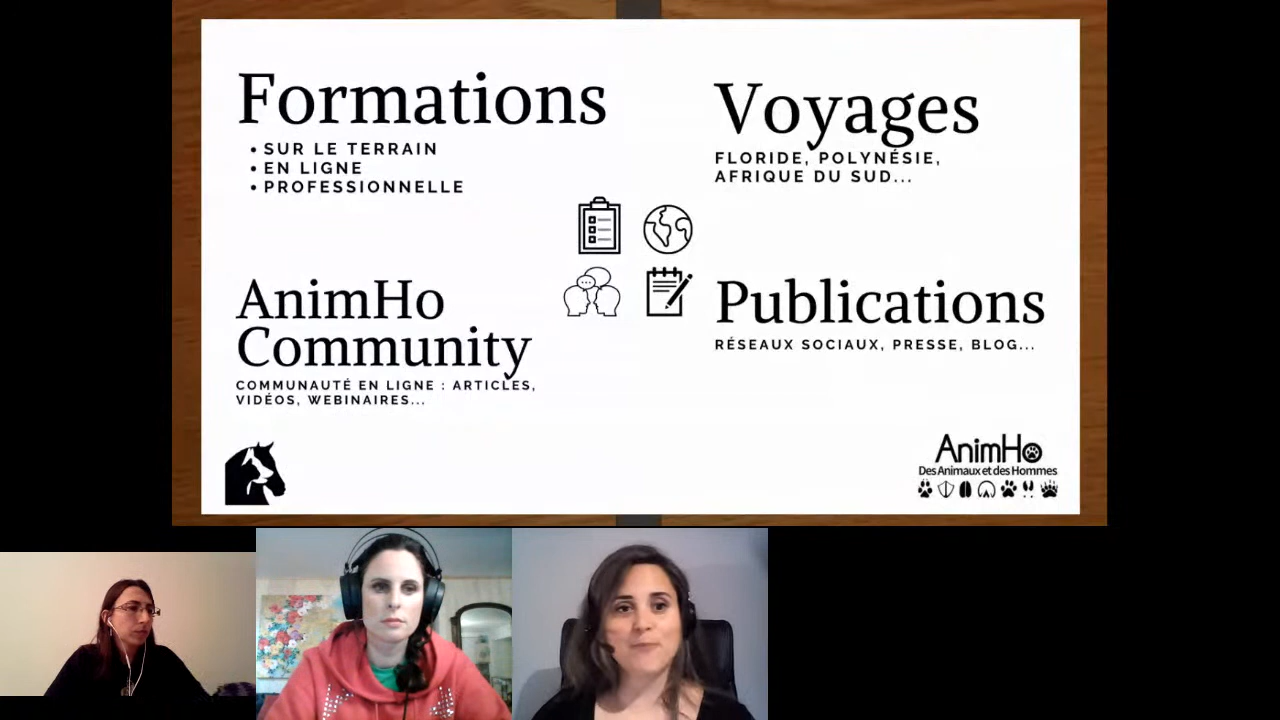 Formations
• SUR LE TERRAIN
• EN LIGNE
• PROFESSIONNELLE
Voyages
FLORIDE, POLYNÉSIE,
AFRIQUE DU SUD...
AnimHo
Community
COMMUNAUTÉ EN LIGNE : ARTICLES,
VIDÉOS, WEBINAIRES...
Publications
RÉSEAUX SOCIAUX, PRESSE, BLOG...
AnimHo
Des Animaux et des Hommes